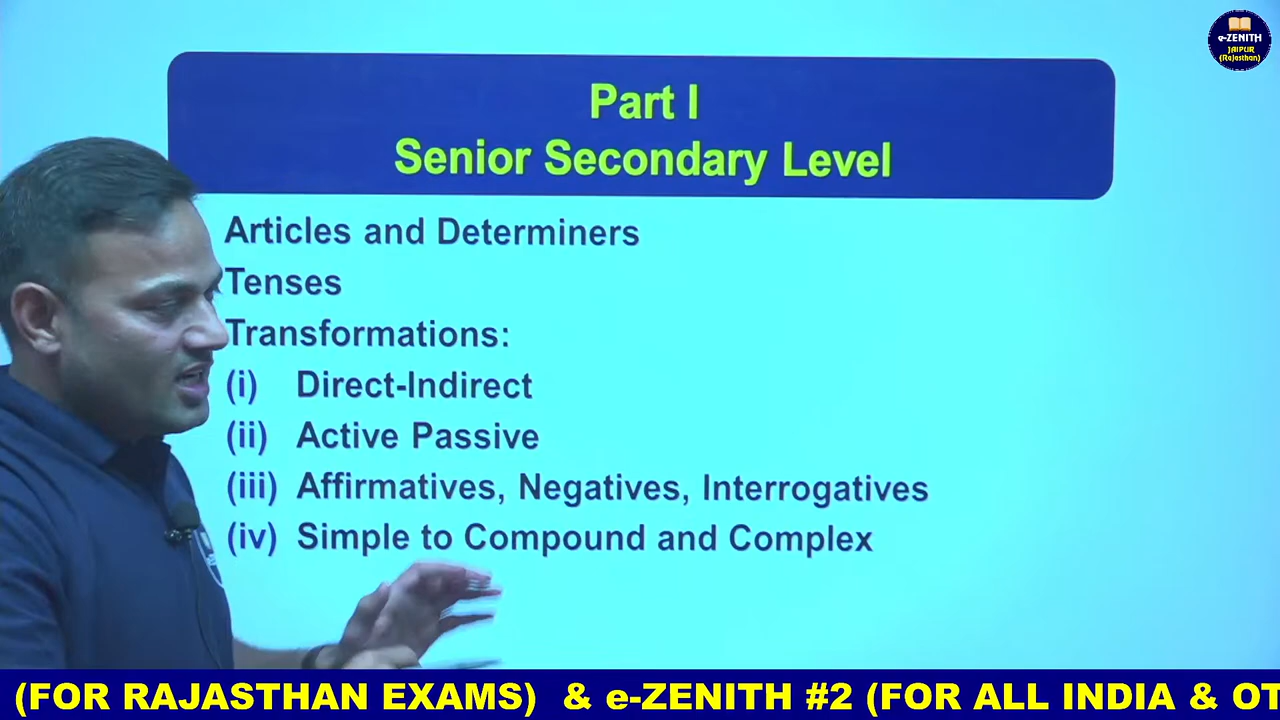 e-ZENITH
JAIPUR
(Rajasthan)
Part I
Senior Secondary Level
Articles and Determiners
Tenses
Transformations:
(i) Direct-Indirect
(ii) Active Passive
(iii) Affirmatives, Negatives, Interrogatives
(iv) Simple to Compound and Complex
(FOR RAJASTHAN EXAMS) & e-ZENITH #2 (FOR ALL INDIA & OT